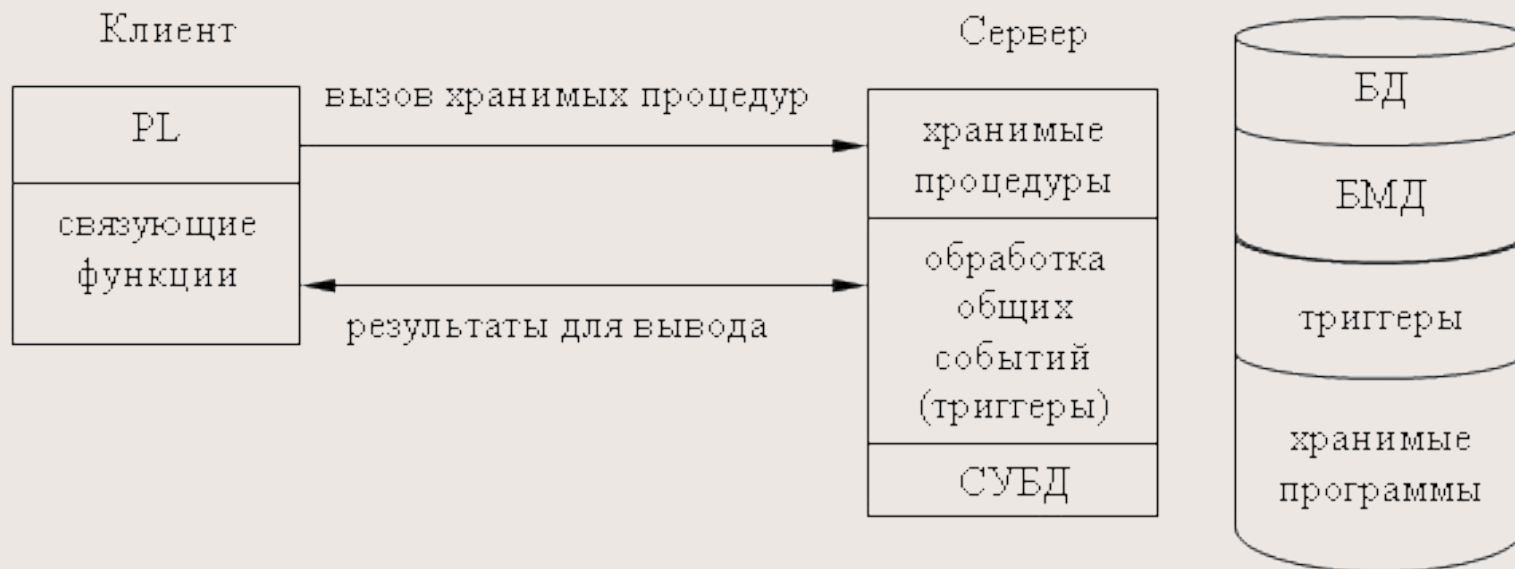 Клиент
PL
связующие
функции
вызов хранимых процедур
результаты для вывода
Сервер
хранимые
процедуры
обработка
общих
событий
(триггеры)
СУБД
БД
БМД
триггеры
хранимые
программы